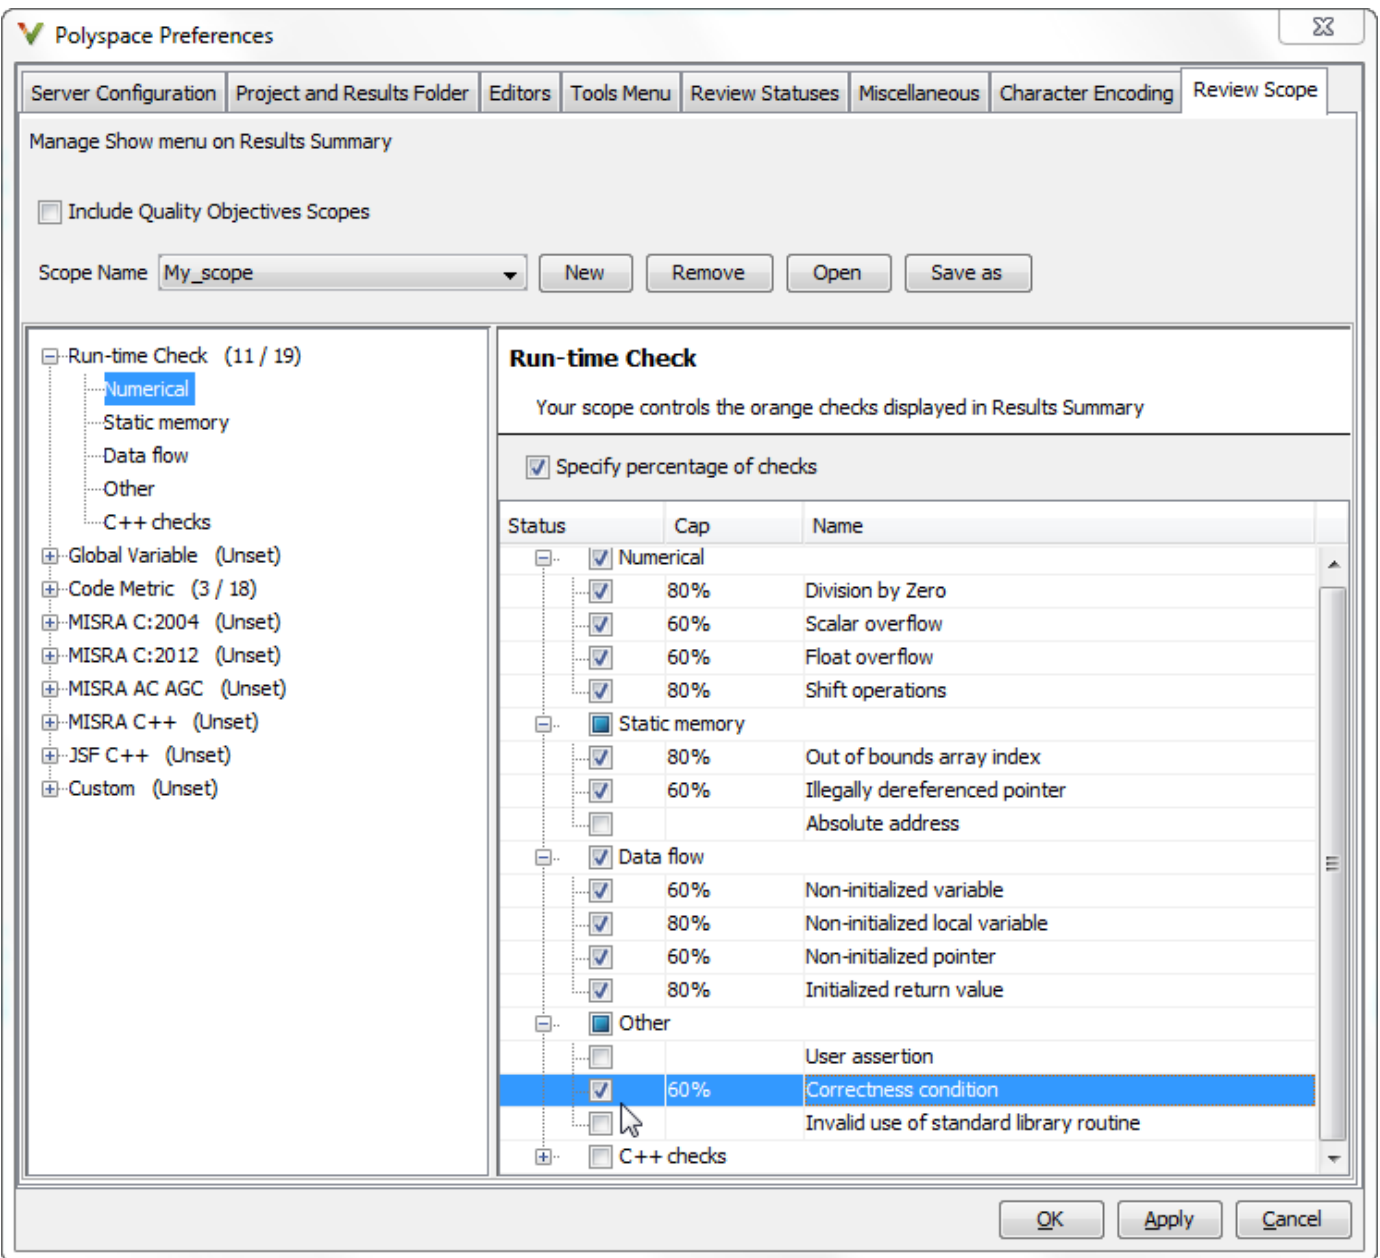 Polyspace Preferences
Server Configuration Project and Results Folder Editors Tools Menu Review Statuses Miscellaneous Character Encoding Review Scope
Manage Show menu on Results Summary
Include Quality Objectives Scopes
Scope Name My_scope New Remove Open Save as
Run-time Check (11 / 19)
Numerical
Static memory
Data flow
Other
C++ checks
Global Variable (Unset)
Code Metric (3 / 18)
MISRA C:2004 (Unset)
MISRA C:2012 (Unset)
MISRA AC AGC (Unset)
MISRA C++ (Unset)
JSF C++ (Unset)
Custom (Unset)
Run-time Check
Your scope controls the orange checks displayed in Results Summary
Specify percentage of checks
Status Cap Name
Numerical
80% Division by Zero
60% Scalar overflow
60% Float overflow
80% Shift operations
Static memory
80% Out of bounds array index
60% Illegally dereferenced pointer
Absolute address
Data flow
60% Non-initialized variable
80% Non-initialized local variable
60% Non-initialized pointer
80% Initialized return value
Other
User assertion
60% Correctness condition
Invalid use of standard library routine
C++ checks
OK Apply Cancel